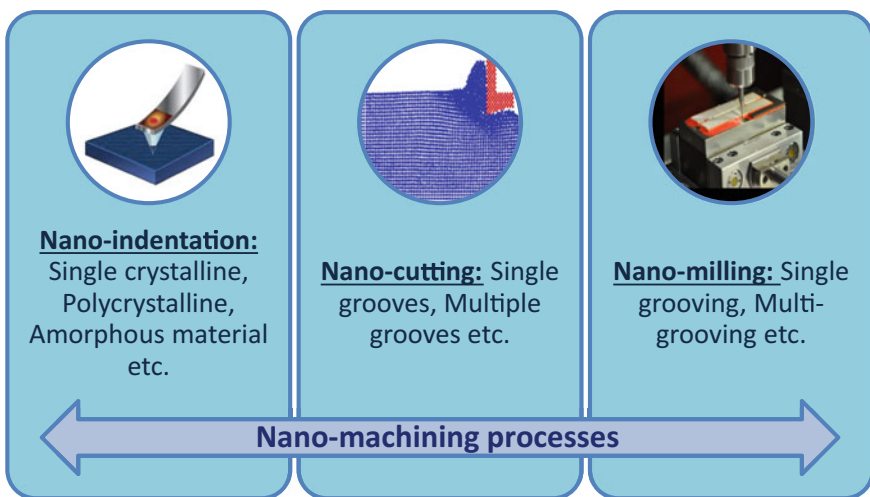 Nano-indentation:
Single crystalline,
Polycrystalline,
Amorphous material
etc.
Nano-cutting: Single
grooves, Multiple
grooves etc.
Nano-milling: Single
grooving, Multi-
grooving etc.
Nano-machining processes